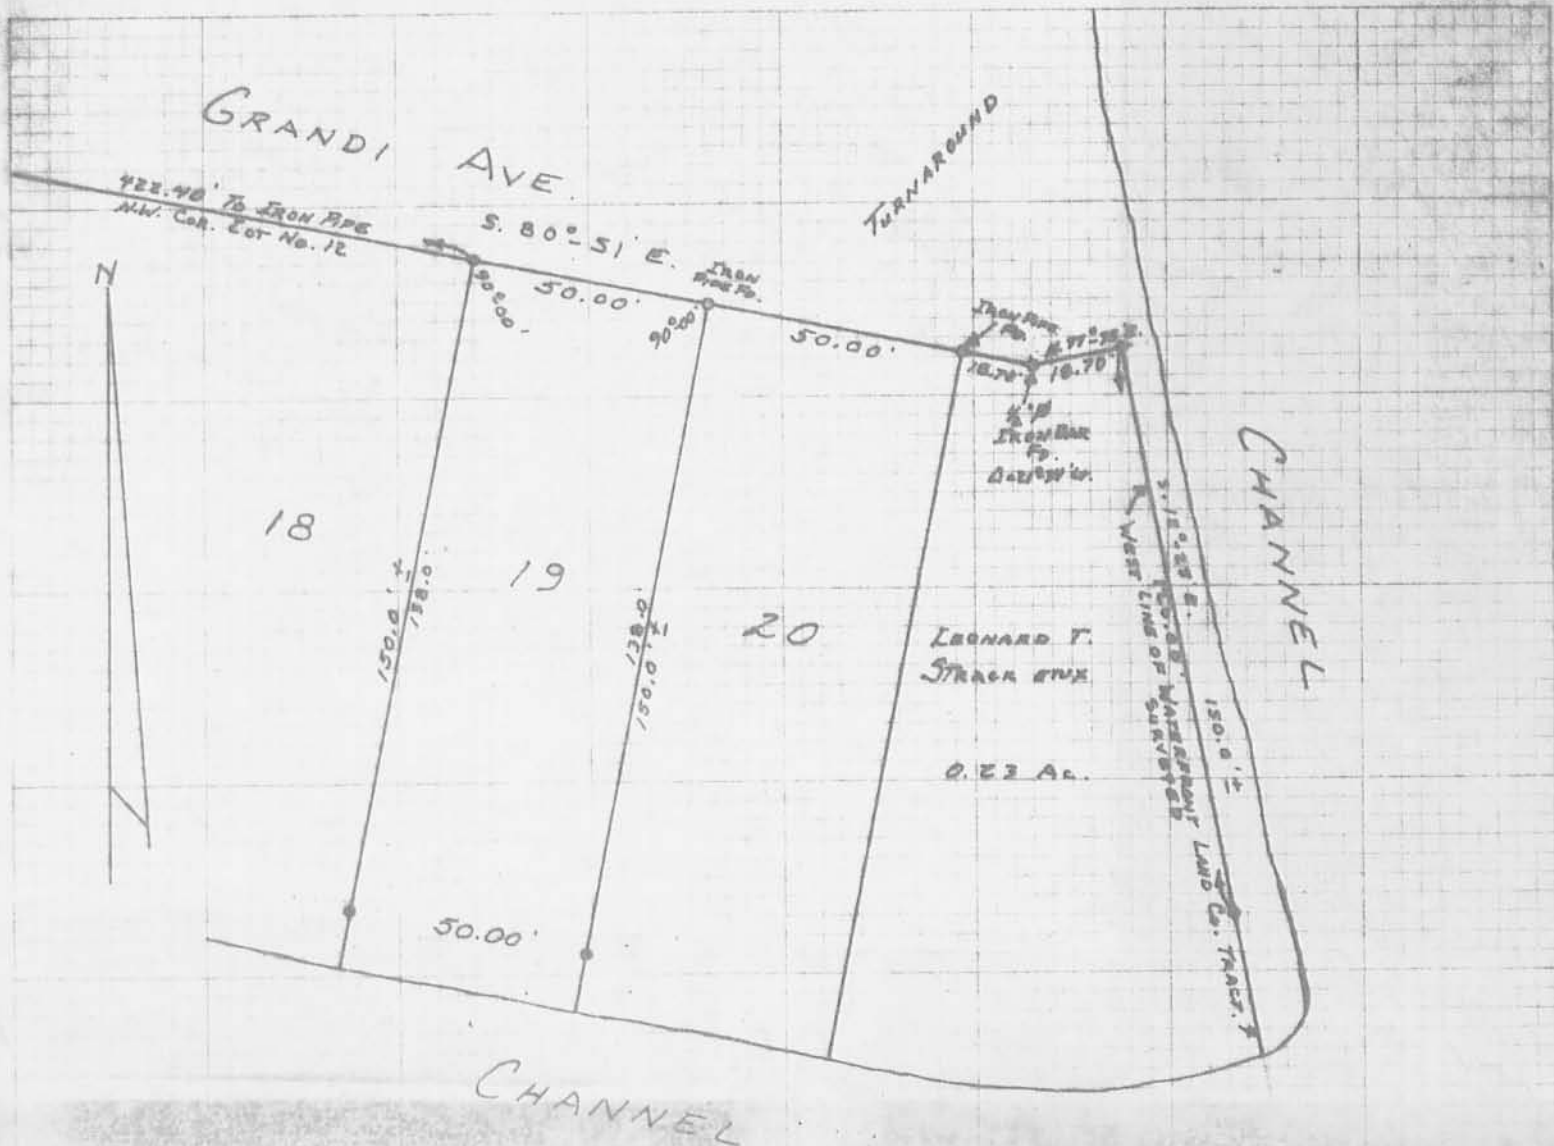 GRANDI AVE.
TURNAROUND
422.40' TO IRON PIPE
N.W. COR. LOT NO. 12
S. 80°-51' E.
N
90°00'
50.00'
IRON
PIPE FD.
90°00'
50.00'
IRON PIPE
FD.
18.70'
18.70'
IRON BAR
FD.
CHANNEL
18
19
20
150.0' ±
138.0'
138.0'
150.0' ±
LEONARD T.
0.23 AC.
WEST LINE OF WATERFRONT LAND CO. TRACT.
SURVEYED
150.0' ±
50.00'
CHANNEL